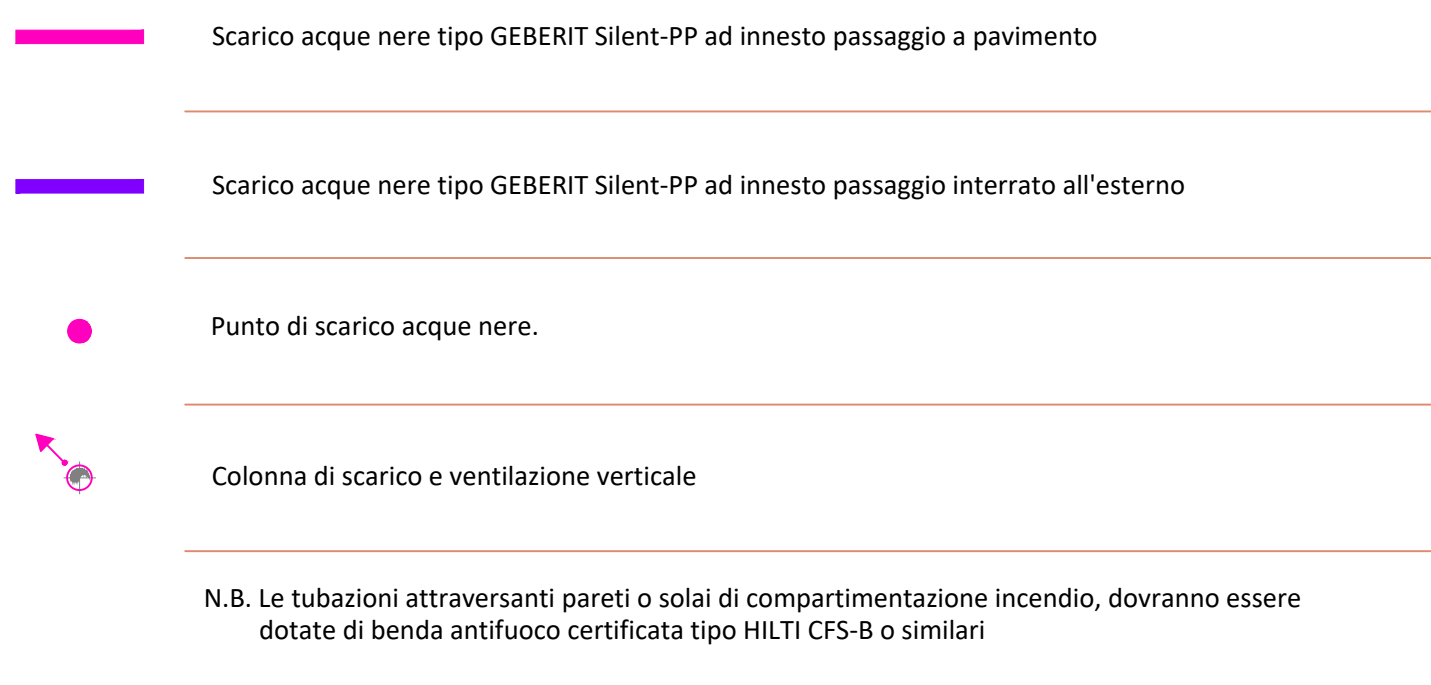 Scarico acque nere tipo GEBERIT Silent-PP ad innesto passaggio a pavimento
Scarico acque nere tipo GEBERIT Silent-PP ad innesto passaggio interrato all'esterno
Punto di scarico acque nere.
Colonna di scarico e ventilazione verticale
N.B. Le tubazioni attraversanti pareti o solai di compartimentazione incendio, dovranno essere
dotate di benda antifuoco certificata tipo HILTI CFS-B o similari